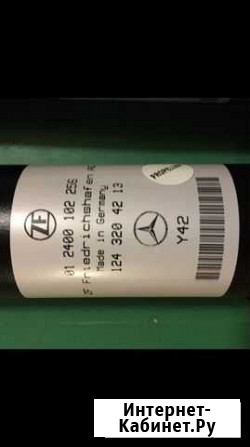 ZF
01 2400 102 256
ZF Friedrichshafen AG
Made in Germany
124 320 42 13
Y42
Интернет-
Кабинет.Ру